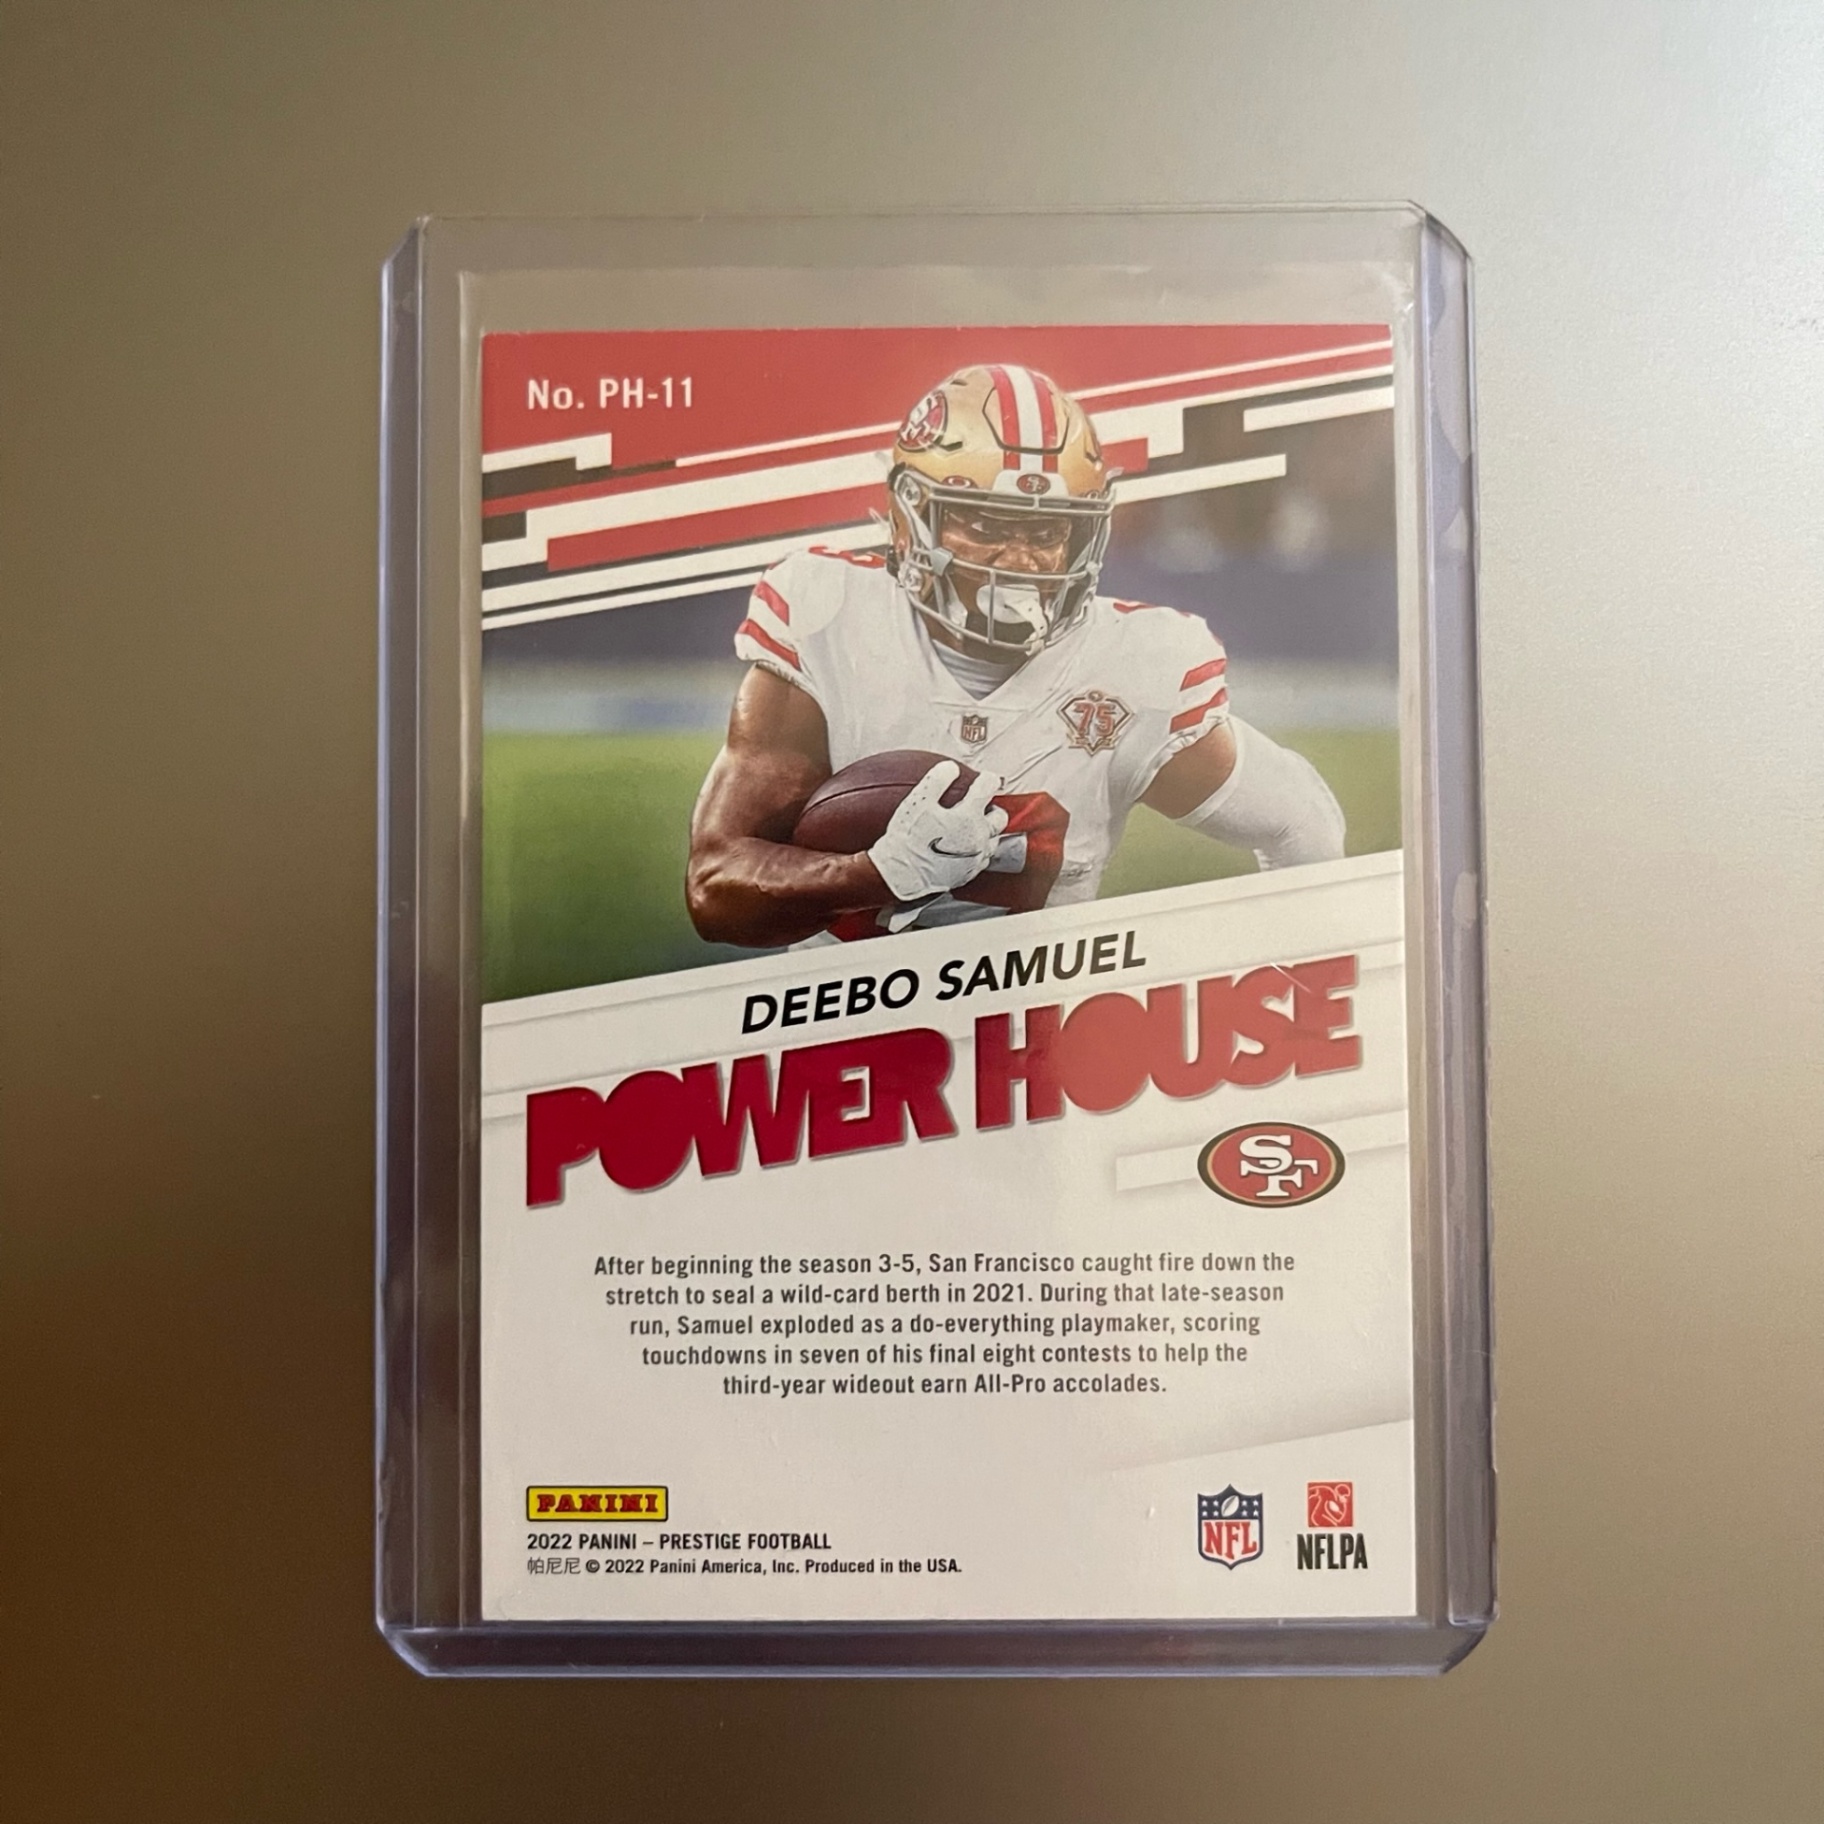 No. PH-11
SF
NFL
75
DEEBO SAMUEL
POWER HOUSE
SF
After beginning the season 3-5, San Francisco caught fire down the
stretch to seal a wild-card berth in 2021. During that late-season
run, Samuel exploded as a do-everything playmaker, scoring
touchdowns in seven of his final eight contests to help the
third-year wideout earn All-Pro accolades.
PANINI
2022 PANINI – PRESTIGE FOOTBALL
帕尼尼 © 2022 Panini America, Inc. Produced in the USA.
NFL
NFLPA